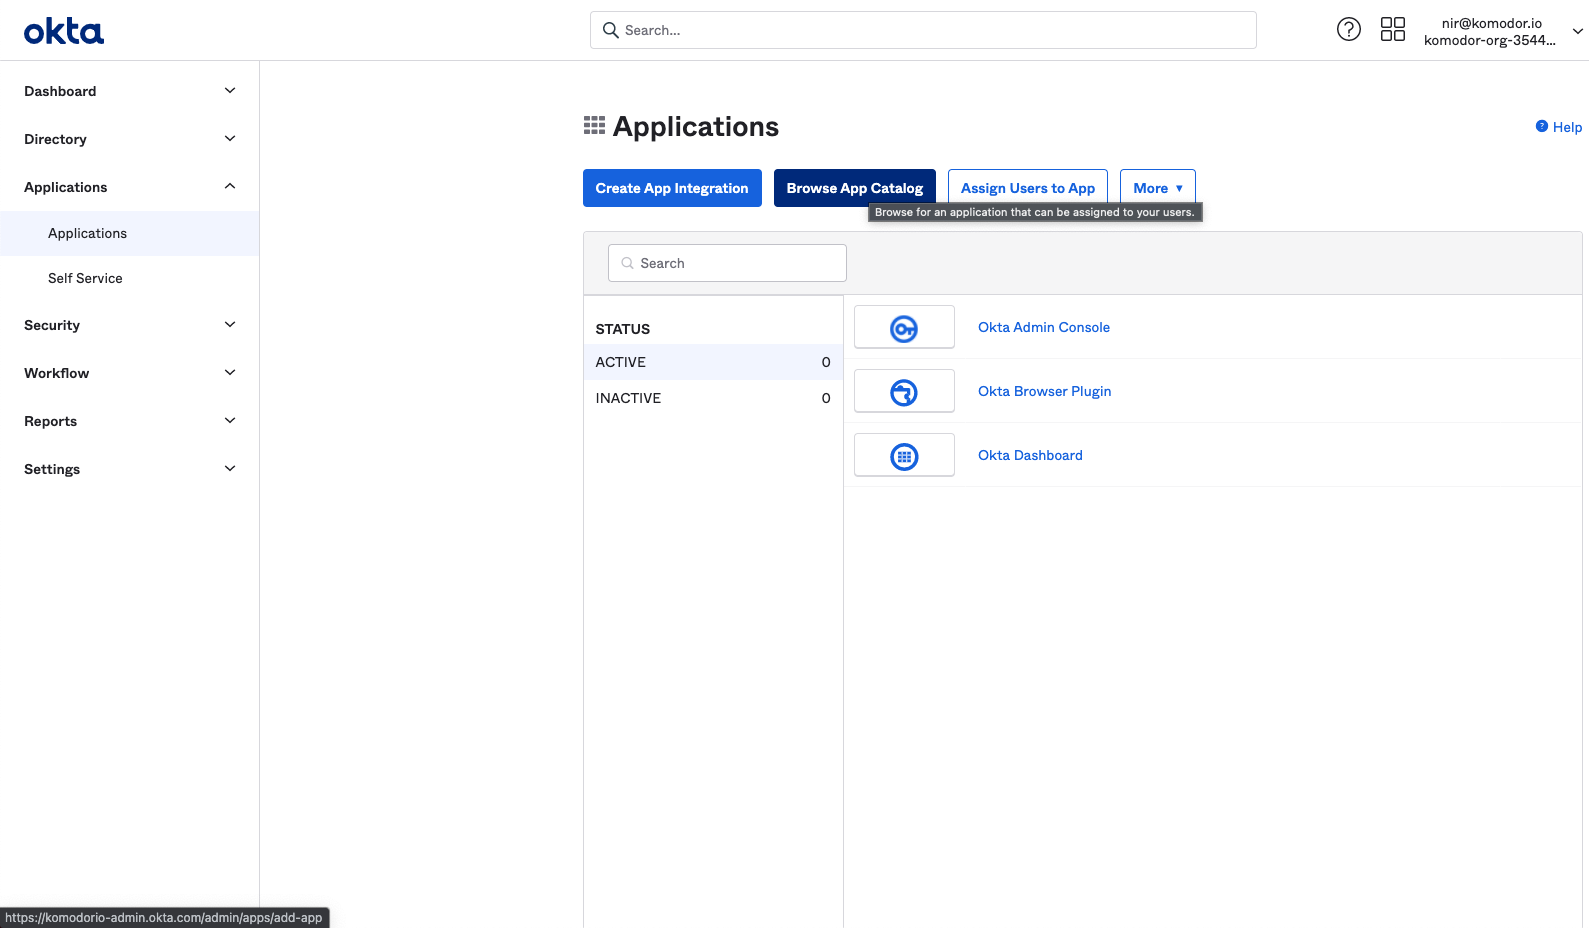 okta
Search...
nir@komodor.io
komodor-org-3544...
Dashboard
Directory
Applications
Applications
Self Service
Security
Workflow
Reports
Settings
Applications
? Help
Create App Integration
Browse App Catalog
Assign Users to App
More ▼
Browse for an application that can be assigned to your users.
Search
STATUS
ACTIVE 0
INACTIVE 0
Okta Admin Console
Okta Browser Plugin
Okta Dashboard
https://komodorio-admin.okta.com/admin/apps/add-app